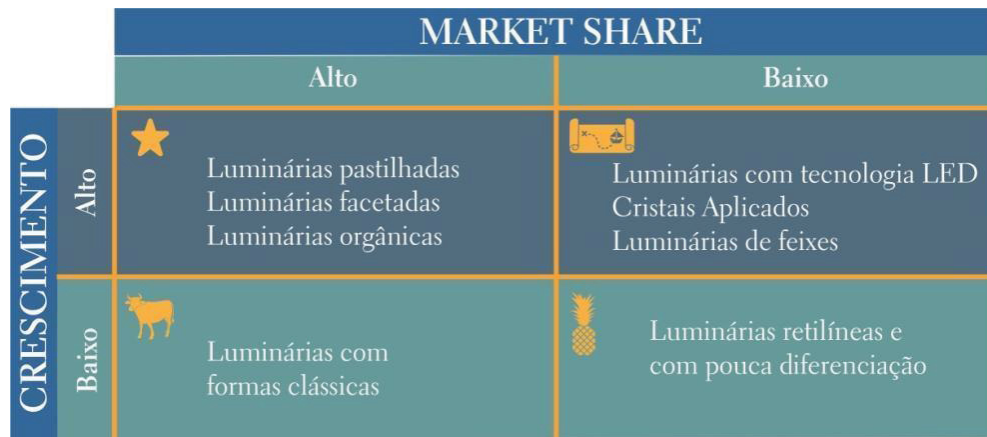 MARKET SHARE
Alto
Baixo
CRESCIMENTO
Alto
Luminárias pastilhadas
Luminárias facetadas
Luminárias orgânicas
Luminárias com tecnologia LED
Cristais Aplicados
Luminárias de feixes
Baixo
Luminárias com
formas clássicas
Luminárias retilíneas e
com pouca diferenciação